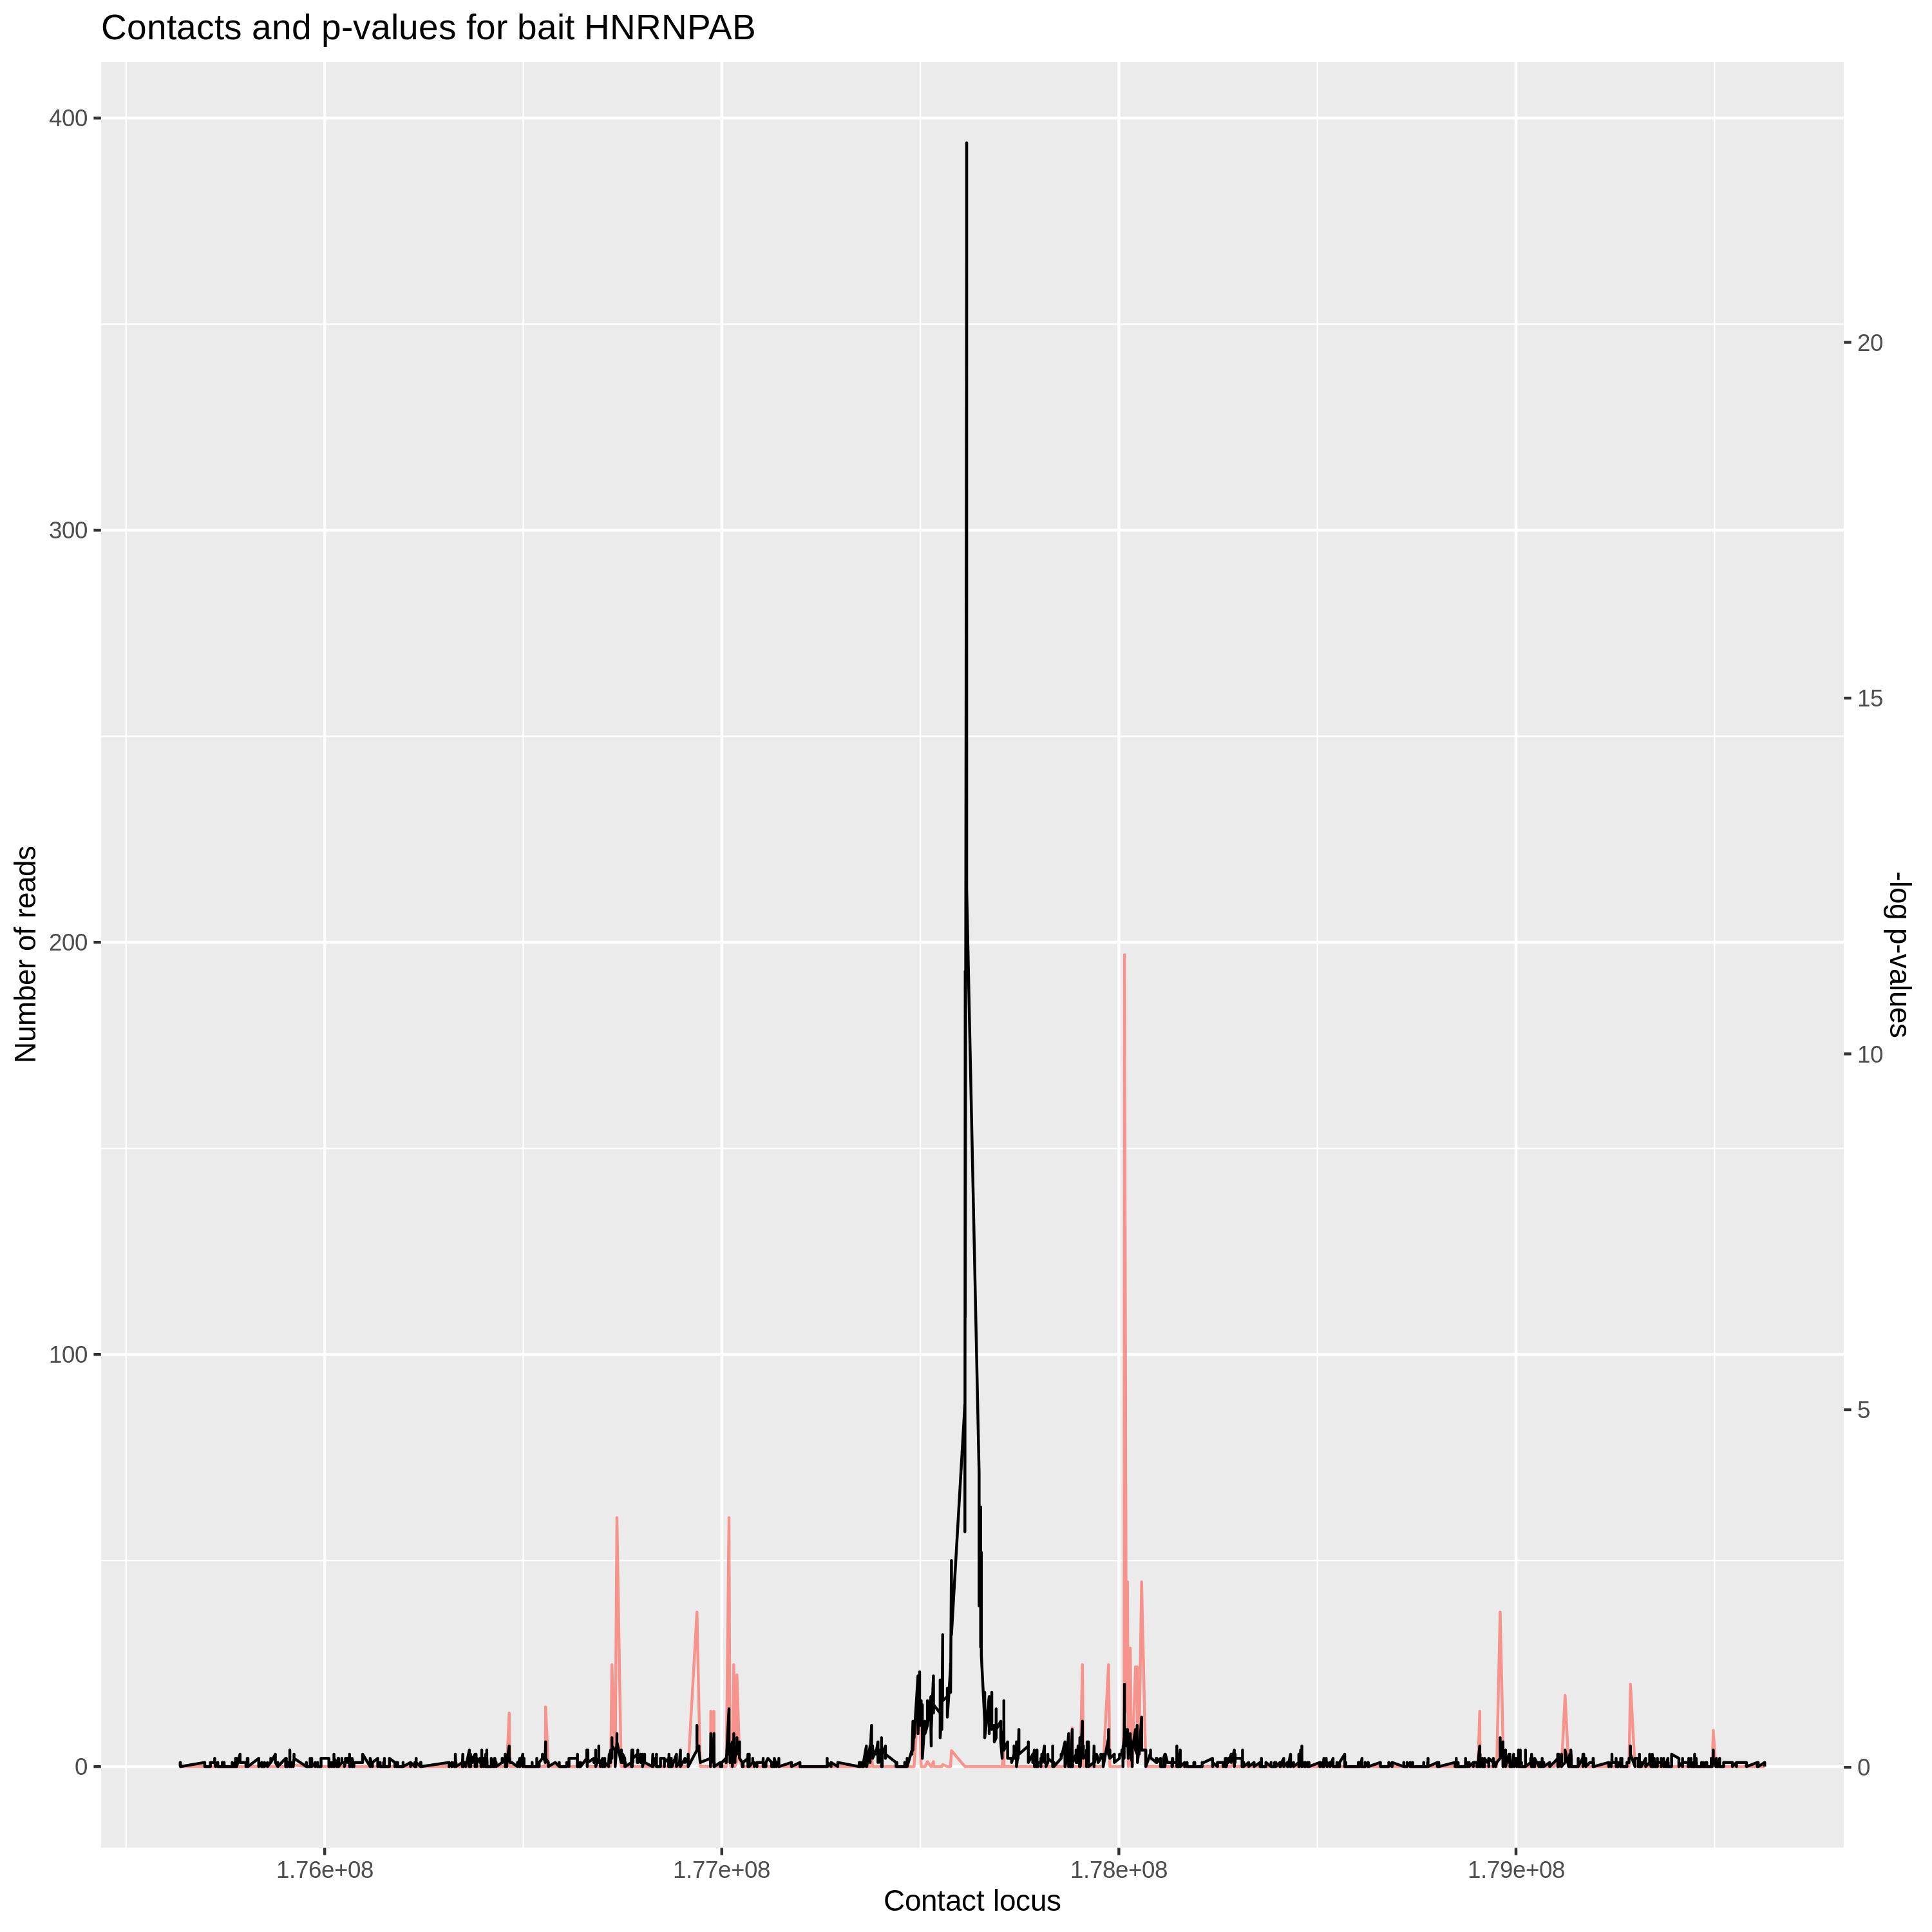 Contacts and p-values for bait HNRNPAB
400
300
200
100
0
Number of reads
20
15
10
5
0
-log p-values
1.76e+08
1.77e+08
1.78e+08
1.79e+08
Contact locus